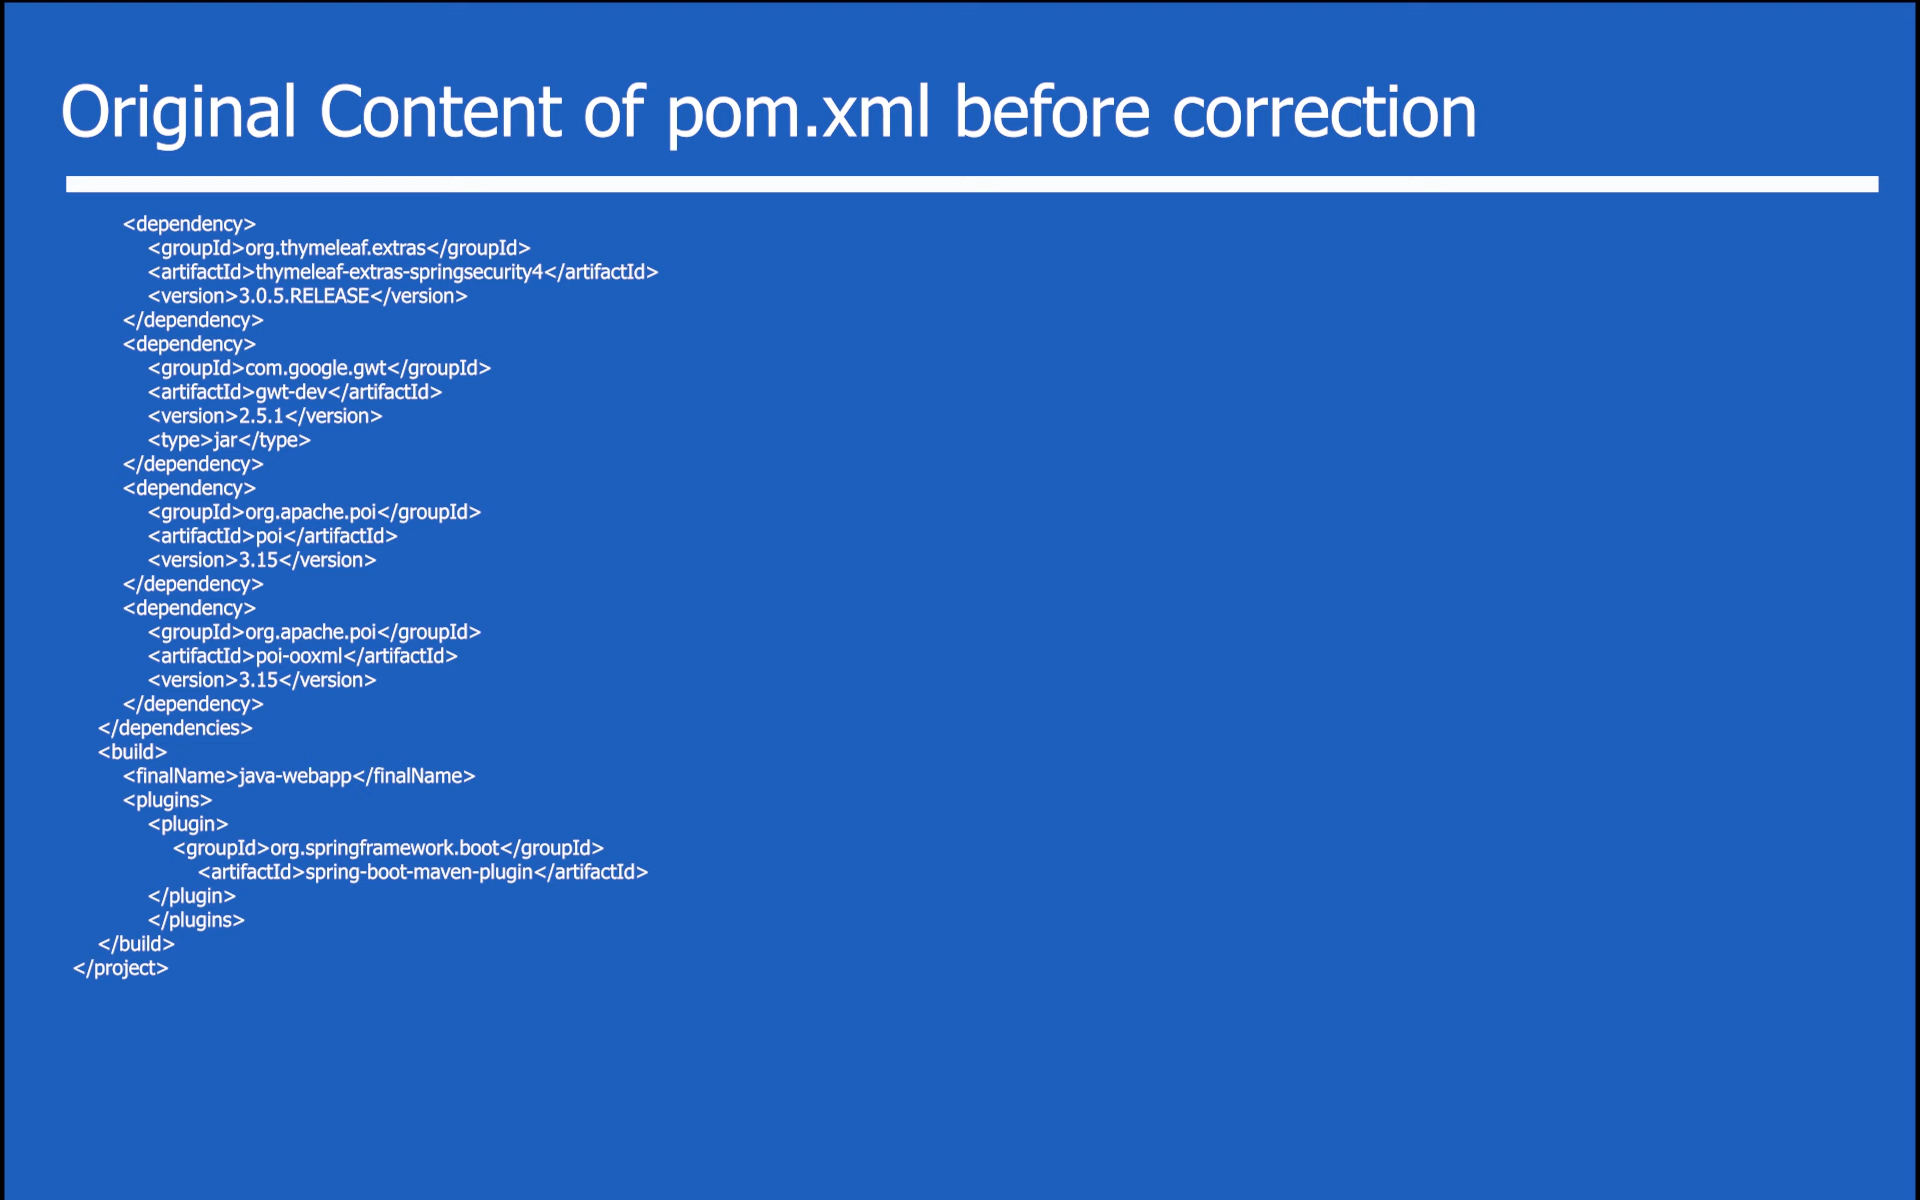 Original Content of pom.xml before correction
<dependency>
<groupId>org.thymeleaf.extras</groupId>
<artifactId>thymeleaf-extras-springsecurity4</artifactId>
<version>3.0.5.RELEASE</version>
</dependency>
<dependency>
<groupId>com.google.gwt</groupId>
<artifactId>gwt-dev</artifactId>
<version>2.5.1</version>
<type>jar</type>
</dependency>
<dependency>
<groupId>org.apache.poi</groupId>
<artifactId>poi</artifactId>
<version>3.15</version>
</dependency>
<dependency>
<groupId>org.apache.poi</groupId>
<artifactId>poi-ooxml</artifactId>
<version>3.15</version>
</dependency>
</dependencies>
<build>
<finalName>java-webapp</finalName>
<plugins>
<plugin>
<groupId>org.springframework.boot</groupId>
<artifactId>spring-boot-maven-plugin</artifactId>
</plugin>
</plugins>
</build>
</project>